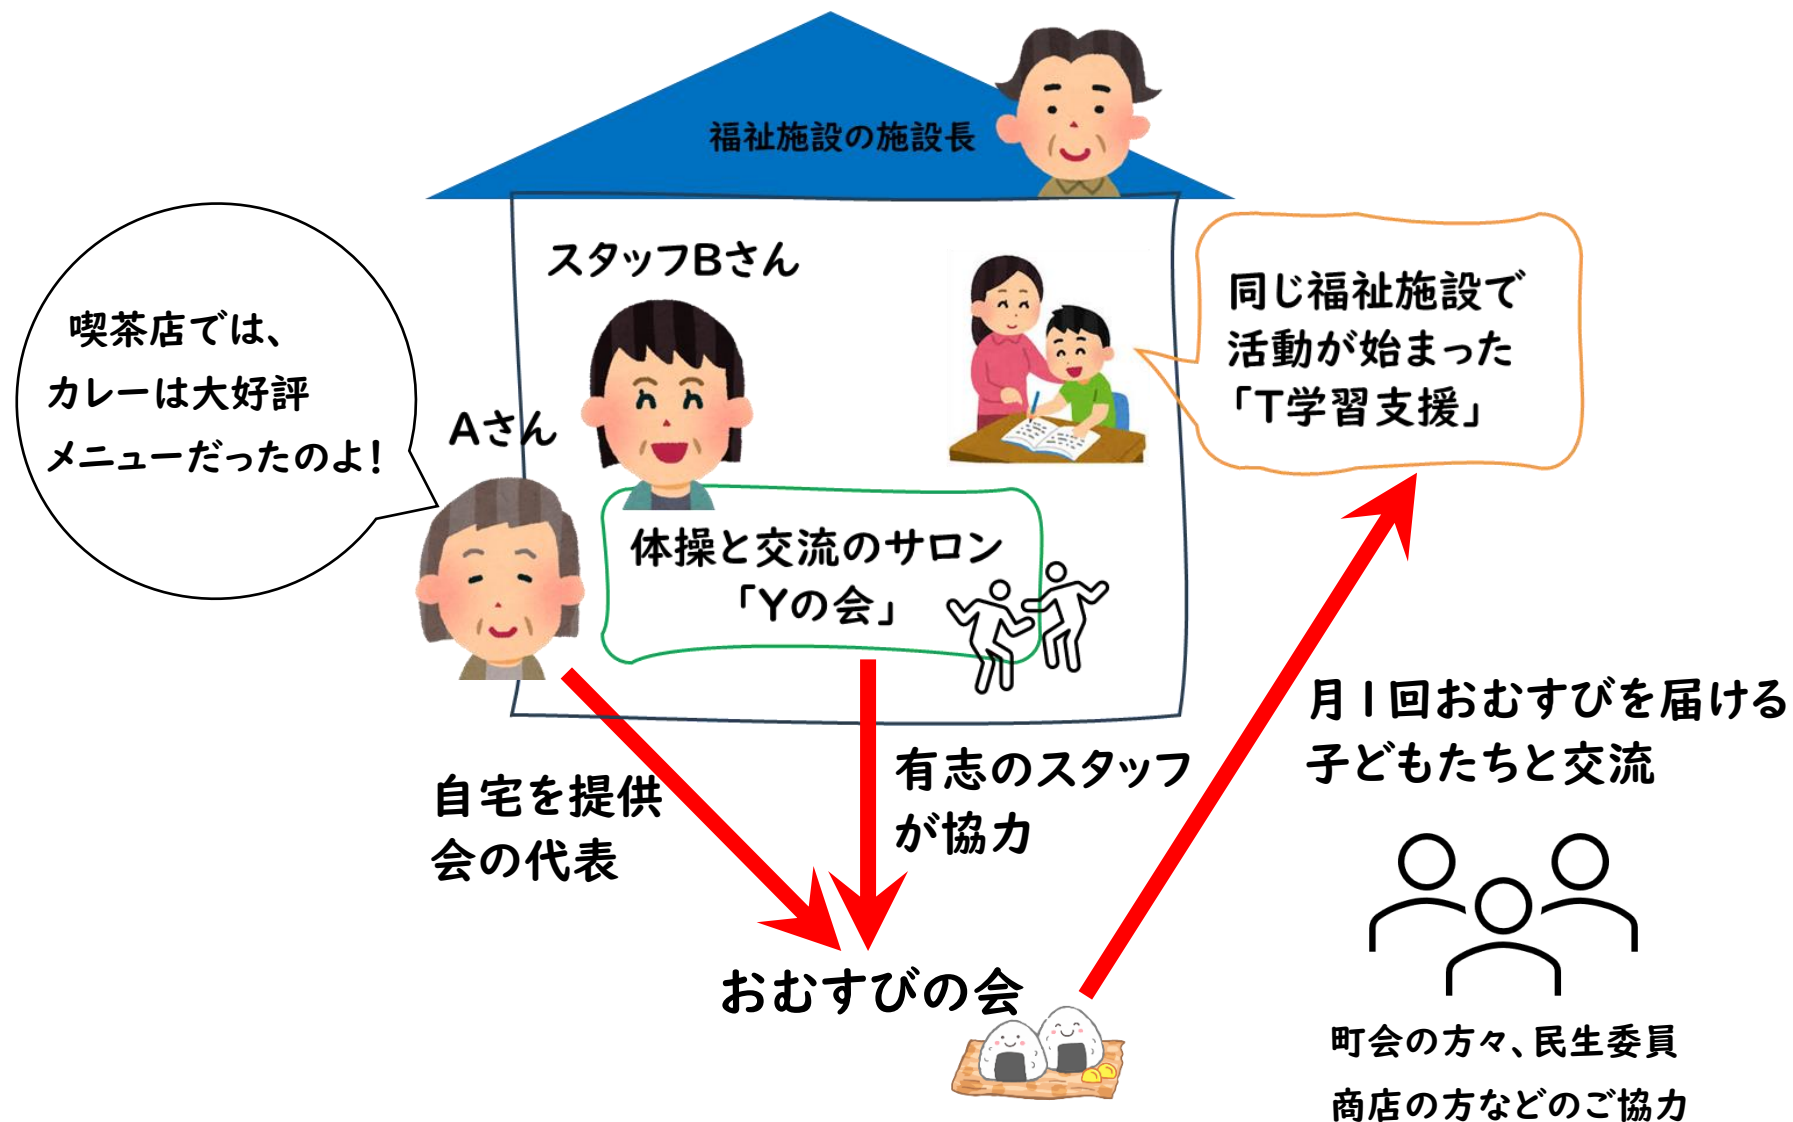 福祉施設の施設長
スタッフBさん
喫茶店では、
カレーは大好評
メニューだったのよ!
Aさん
同じ福祉施設で
活動が始まった
「T学習支援」
体操と交流のサロン
「Yの会」
自宅を提供
会の代表
有志のスタッフ
が協力
月1回おむすびを届ける
子どもたちと交流
おむすびの会
町会の方々、民生委員
商店の方などのご協力